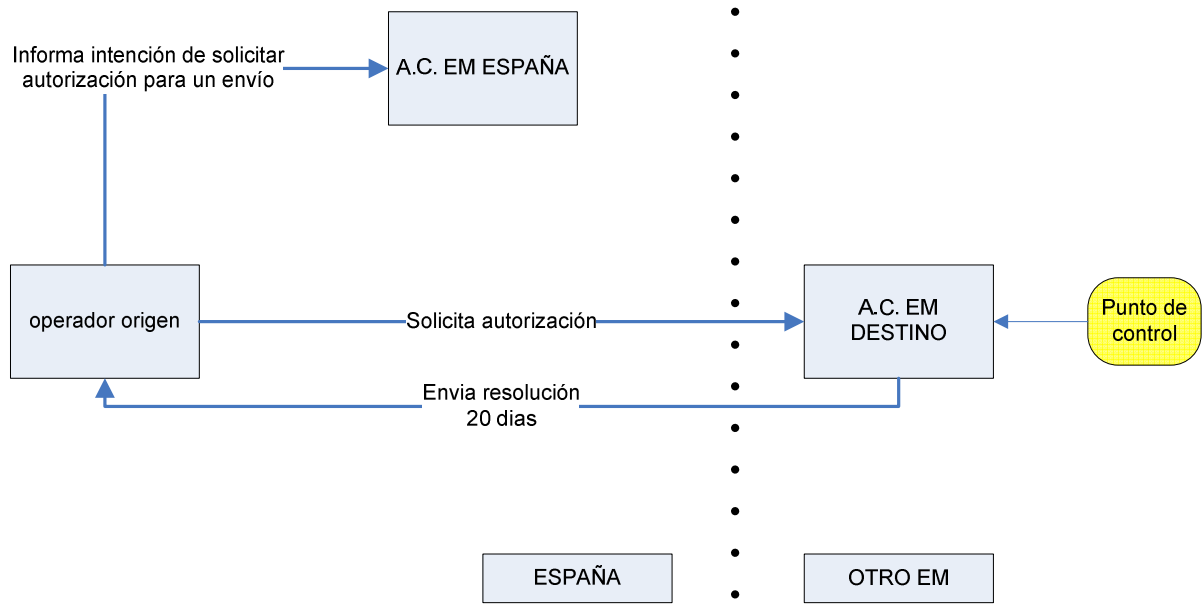 Informa intención de solicitar
autorización para un envío
A.C. EM ESPAÑA
operador origen
Solicita autorización
A.C. EM
DESTINO
Punto de
control
Envia resolución
20 dias
ESPAÑA
OTRO EM